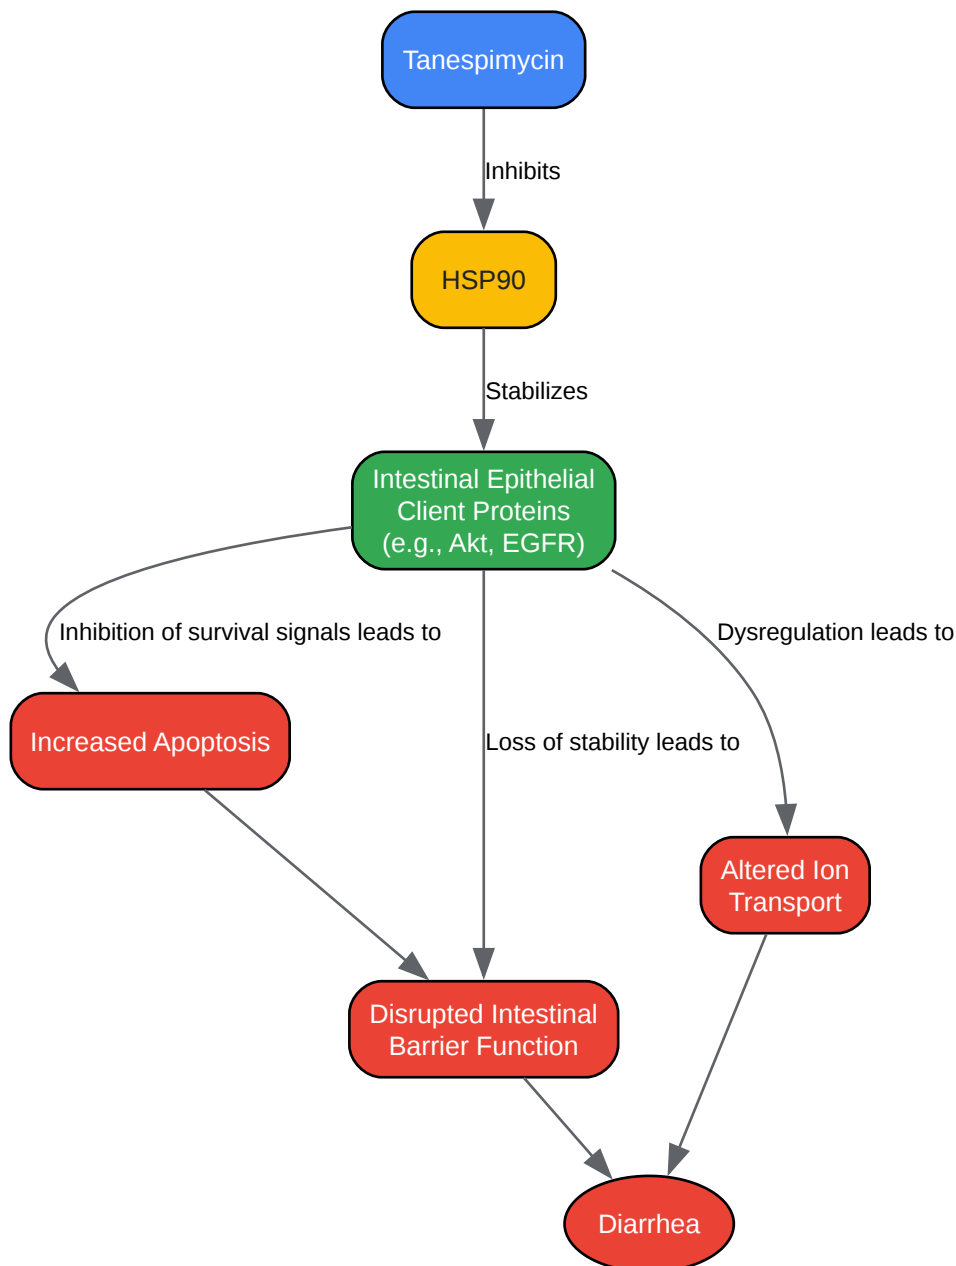 Tanespimycin
Inhibits
HSP90
Stabilizes
Intestinal Epithelial
Client Proteins
(e.g., Akt, EGFR)
Inhibition of survival signals leads to
Dysregulation leads to
Increased Apoptosis
Loss of stability leads to
Altered Ion
Transport
Disrupted Intestinal
Barrier Function
Diarrhea